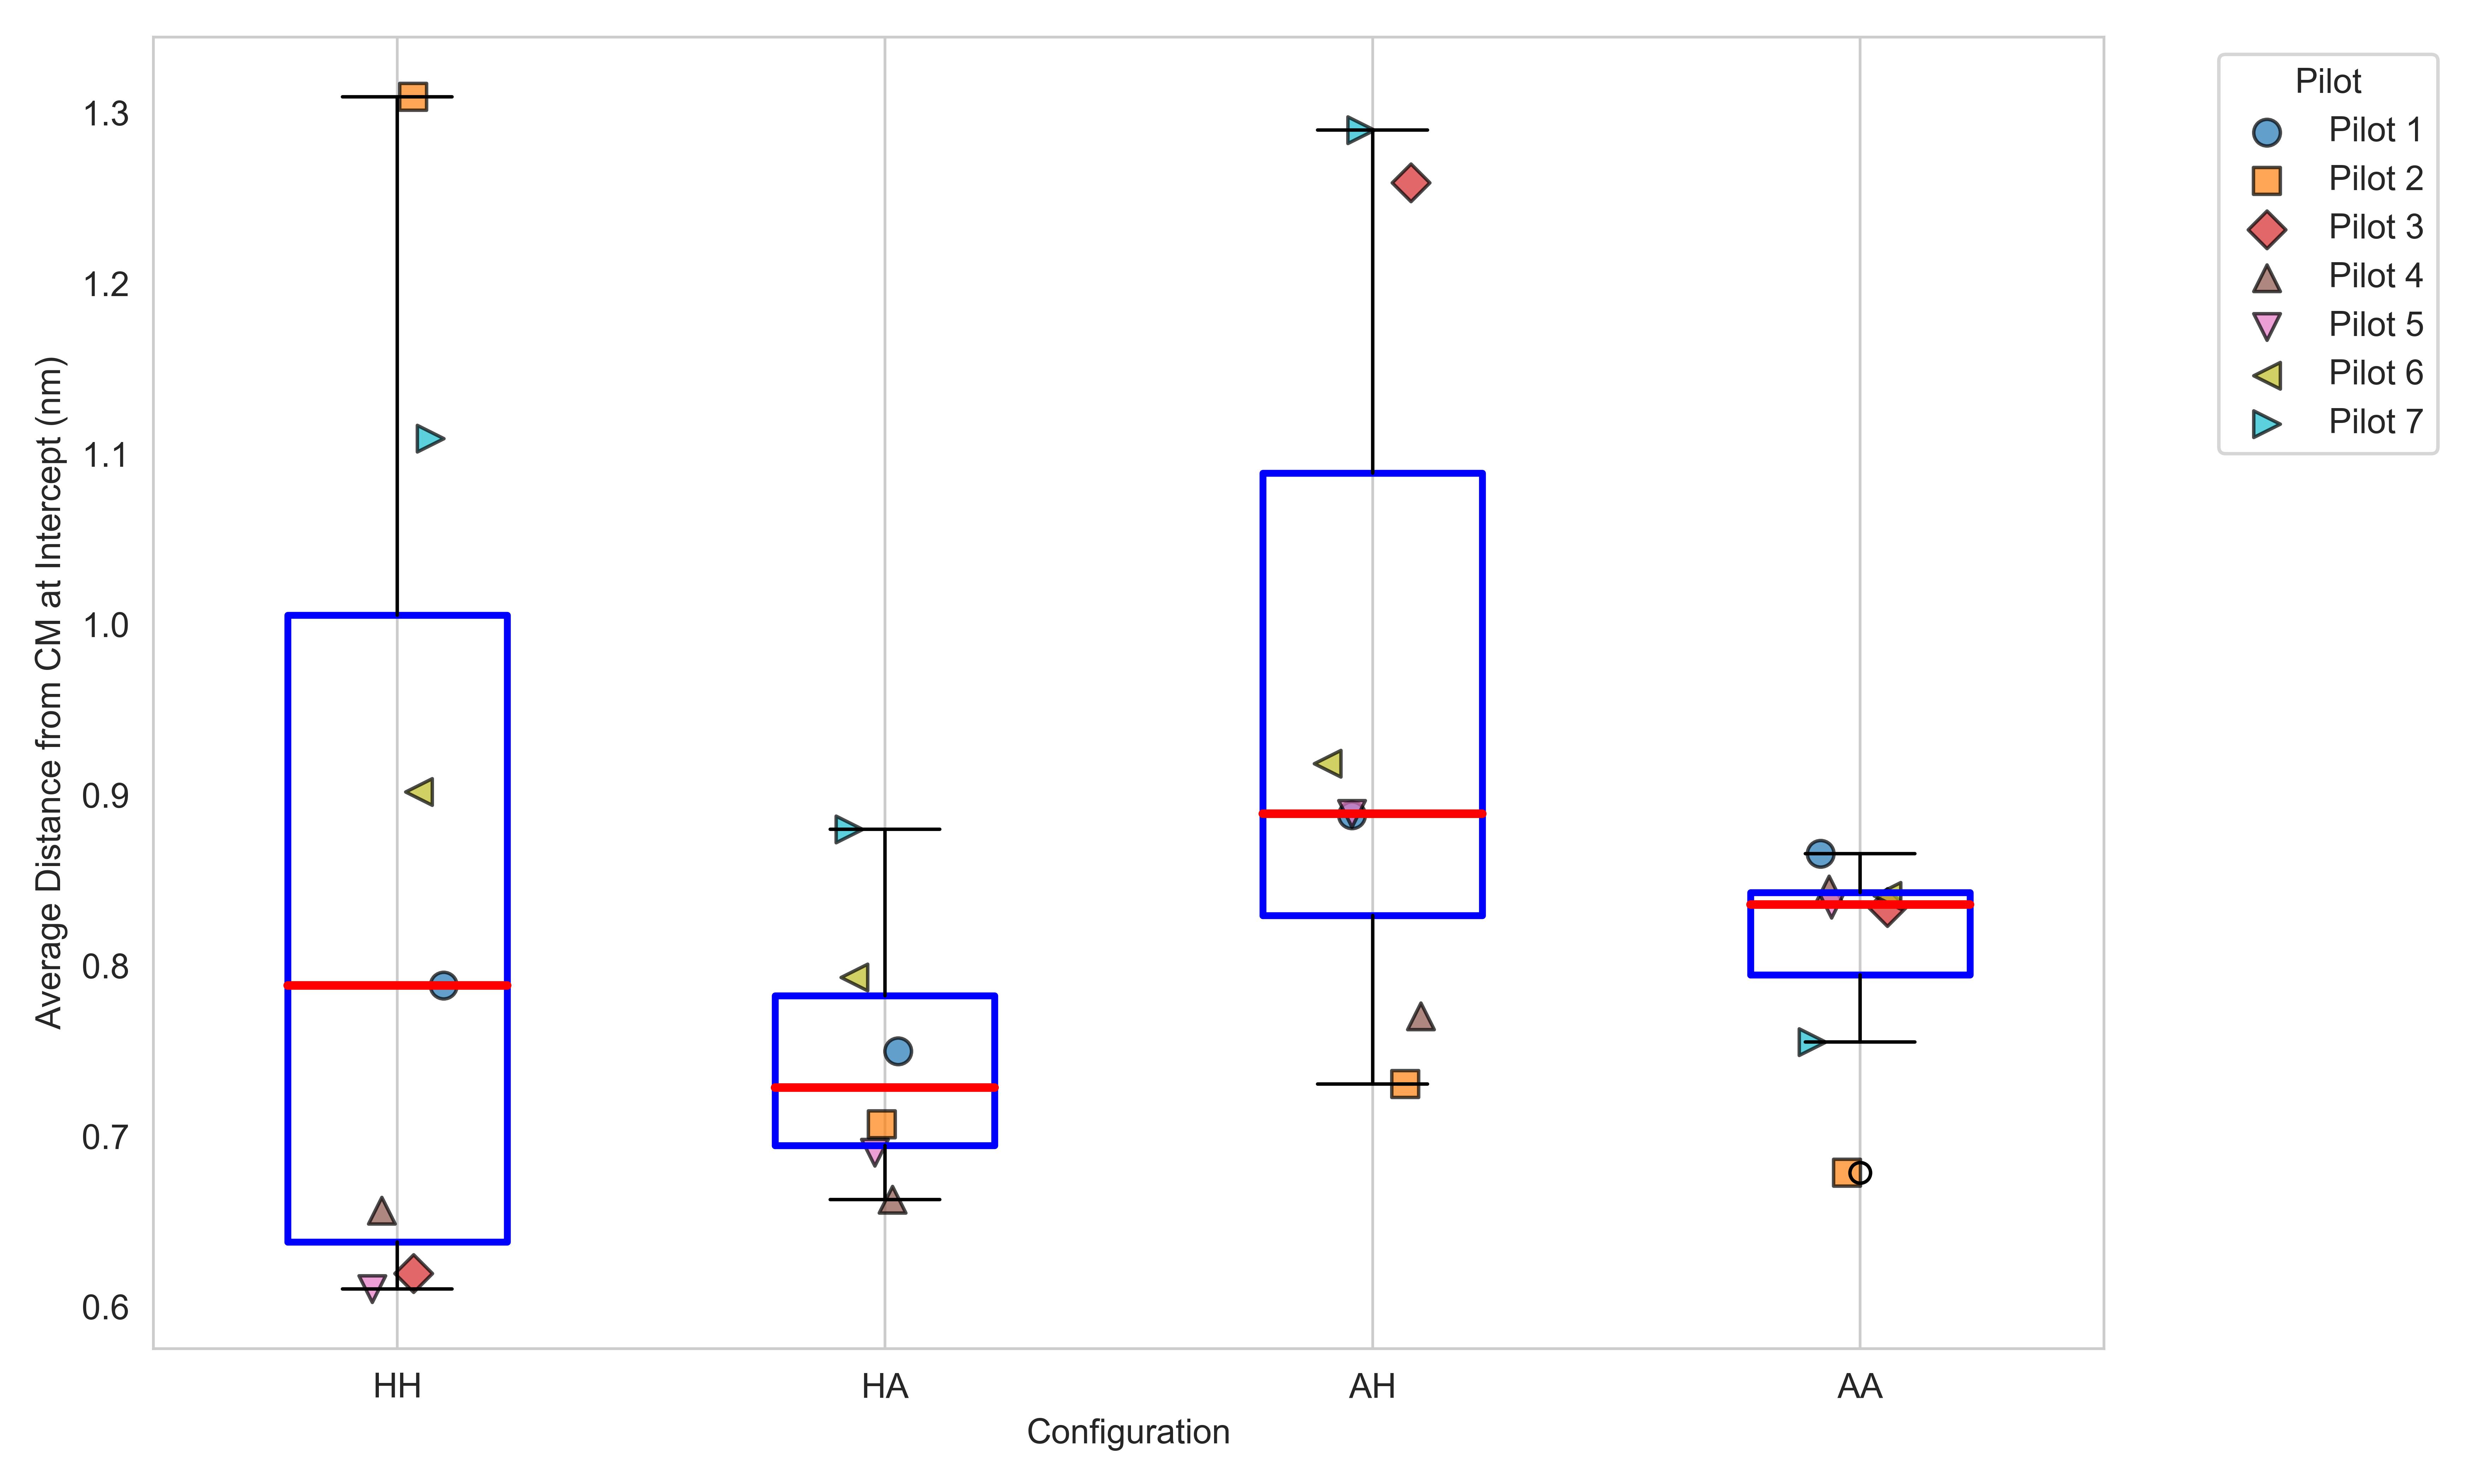 Average Distance from CM at Intercept (nm)
1.3
1.2
1.1
1.0
0.9
0.8
0.7
0.6
HH
HA
AH
AA
Configuration
Pilot
Pilot 1
Pilot 2
Pilot 3
Pilot 4
Pilot 5
Pilot 6
Pilot 7